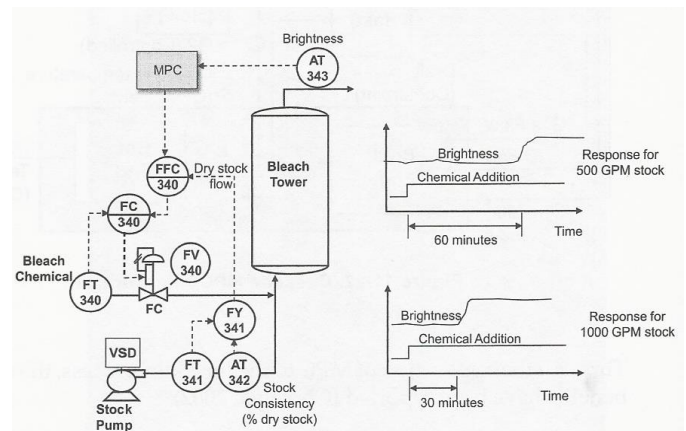 Brightness
AT
343
MPC
FFC
340
Dry stock
flow
Bleach
Tower
FC
340
Bleach
Chemical
FT
340
FV
340
FC
FY
341
VSD
FT
341
AT
342
Stock
Pump
Stock
Consistency
(% dry stock)
Brightness
Chemical Addition
60 minutes
Time
Response for
500 GPM stock
Brightness
Chemical Addition
30 minutes
Time
Response for
1000 GPM stock